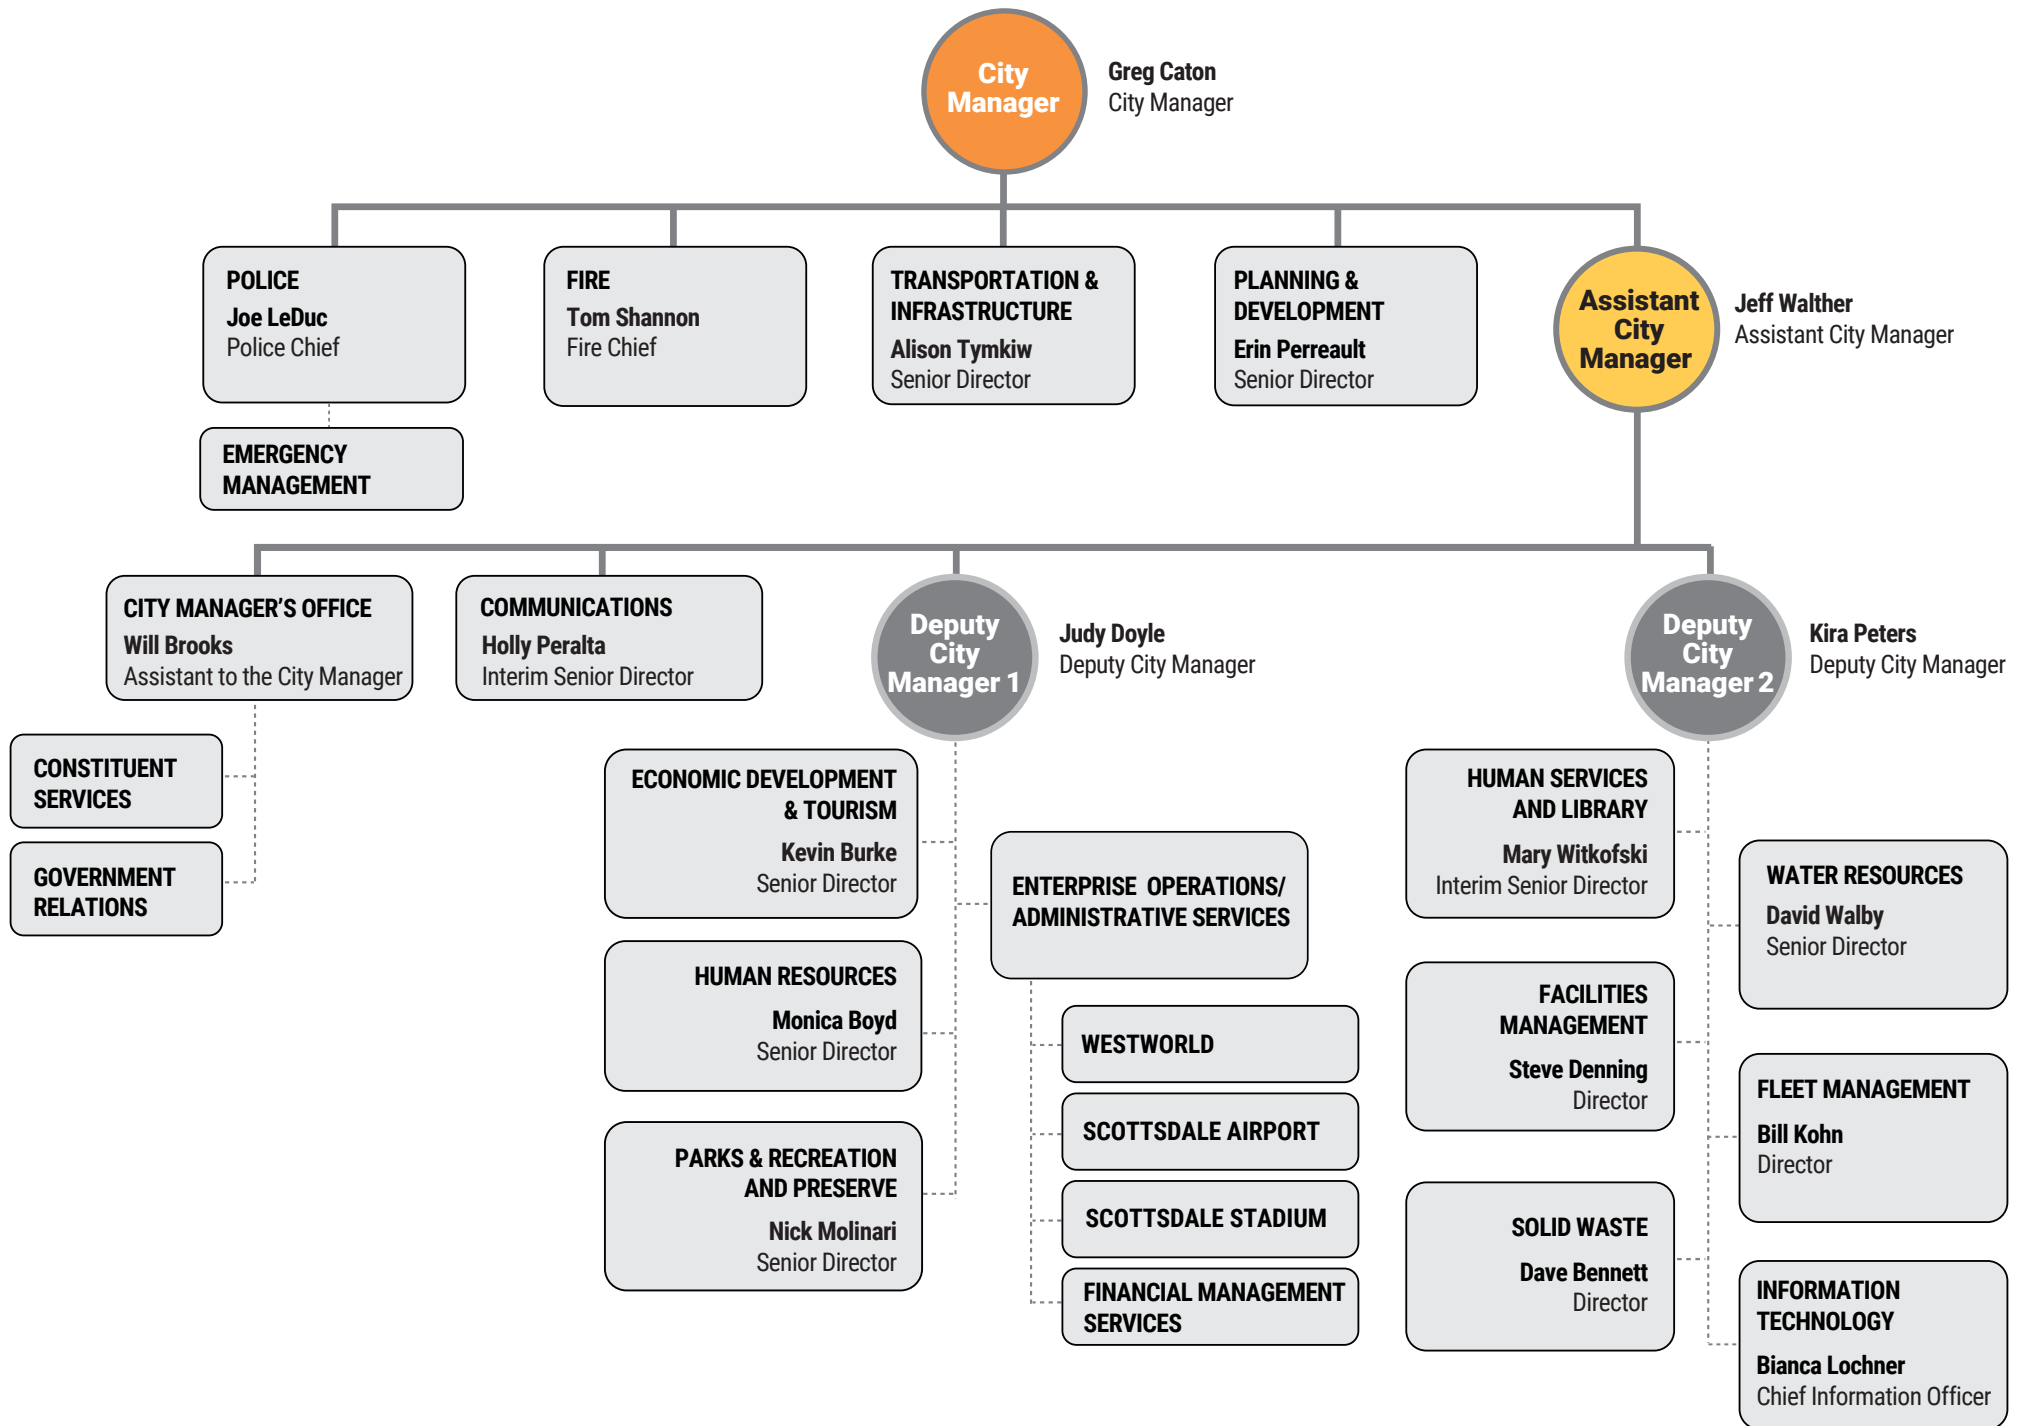 City
Manager
Greg Caton
City Manager
POLICE
Joe LeDuc
Police Chief
FIRE
Tom Shannon
Fire Chief
TRANSPORTATION &
INFRASTRUCTURE
Alison Tymkiw
Senior Director
PLANNING &
DEVELOPMENT
Erin Perreault
Senior Director
Assistant
City
Manager
Jeff Walther
Assistant City Manager
EMERGENCY
MANAGEMENT
CITY MANAGER'S OFFICE
Will Brooks
Assistant to the City Manager
COMMUNICATIONS
Holly Peralta
Interim Senior Director
Deputy
City
Manager 1
Judy Doyle
Deputy City Manager
Deputy
City
Manager 2
Kira Peters
Deputy City Manager
CONSTITUENT
SERVICES
GOVERNMENT
RELATIONS
ECONOMIC DEVELOPMENT
& TOURISM
Kevin Burke
Senior Director
HUMAN RESOURCES
Monica Boyd
Senior Director
PARKS & RECREATION
AND PRESERVE
Nick Molinari
Senior Director
ENTERPRISE OPERATIONS/
ADMINISTRATIVE SERVICES
WESTWORLD
SCOTTSDALE AIRPORT
SCOTTSDALE STADIUM
FINANCIAL MANAGEMENT
SERVICES
HUMAN SERVICES
AND LIBRARY
Mary Witkofski
Interim Senior Director
FACILITIES
MANAGEMENT
Steve Denning
Director
SOLID WASTE
Dave Bennett
Director
WATER RESOURCES
David Walby
Senior Director
FLEET MANAGEMENT
Bill Kohn
Director
INFORMATION
TECHNOLOGY
Bianca Lochner
Chief Information Officer